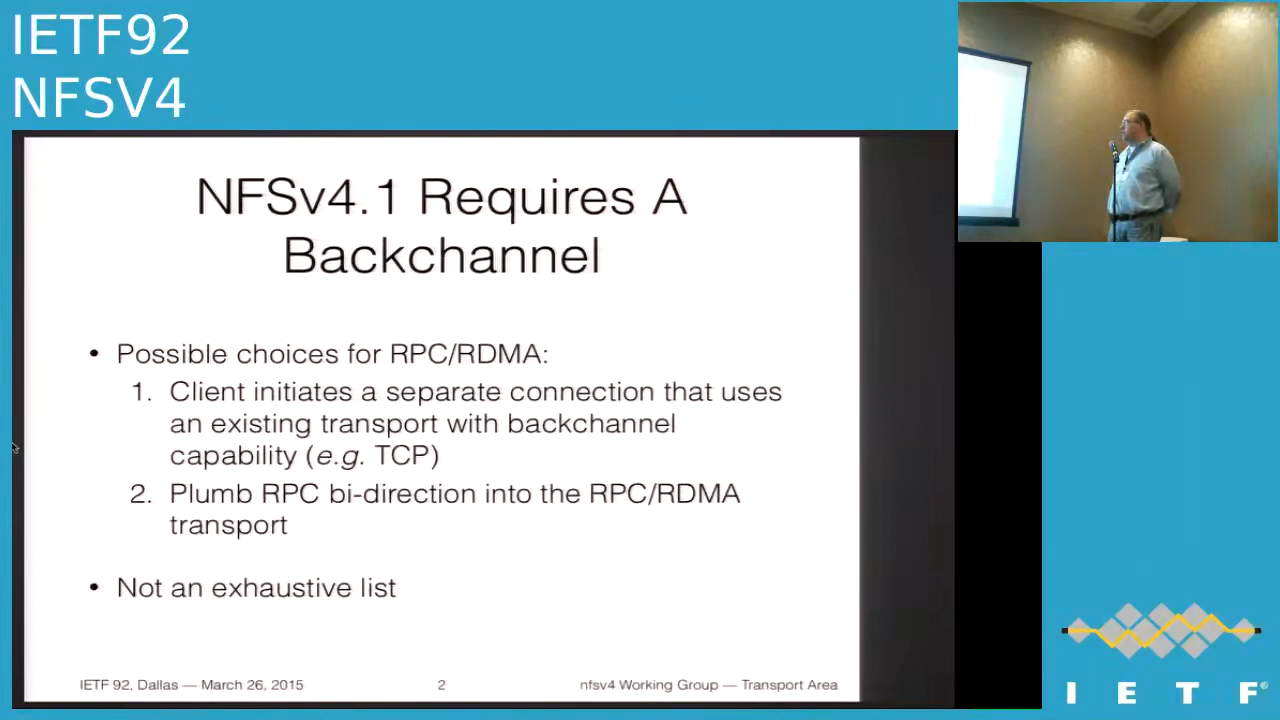 IETF92
NFSV4
NFSv4.1 Requires A
Backchannel
• Possible choices for RPC/RDMA:
1. Client initiates a separate connection that uses
an existing transport with backchannel
capability (e.g. TCP)
2. Plumb RPC bi-direction into the RPC/RDMA
transport
• Not an exhaustive list
IETF 92, Dallas — March 26, 2015 2 nfsv4 Working Group — Transport Area
I E T F®